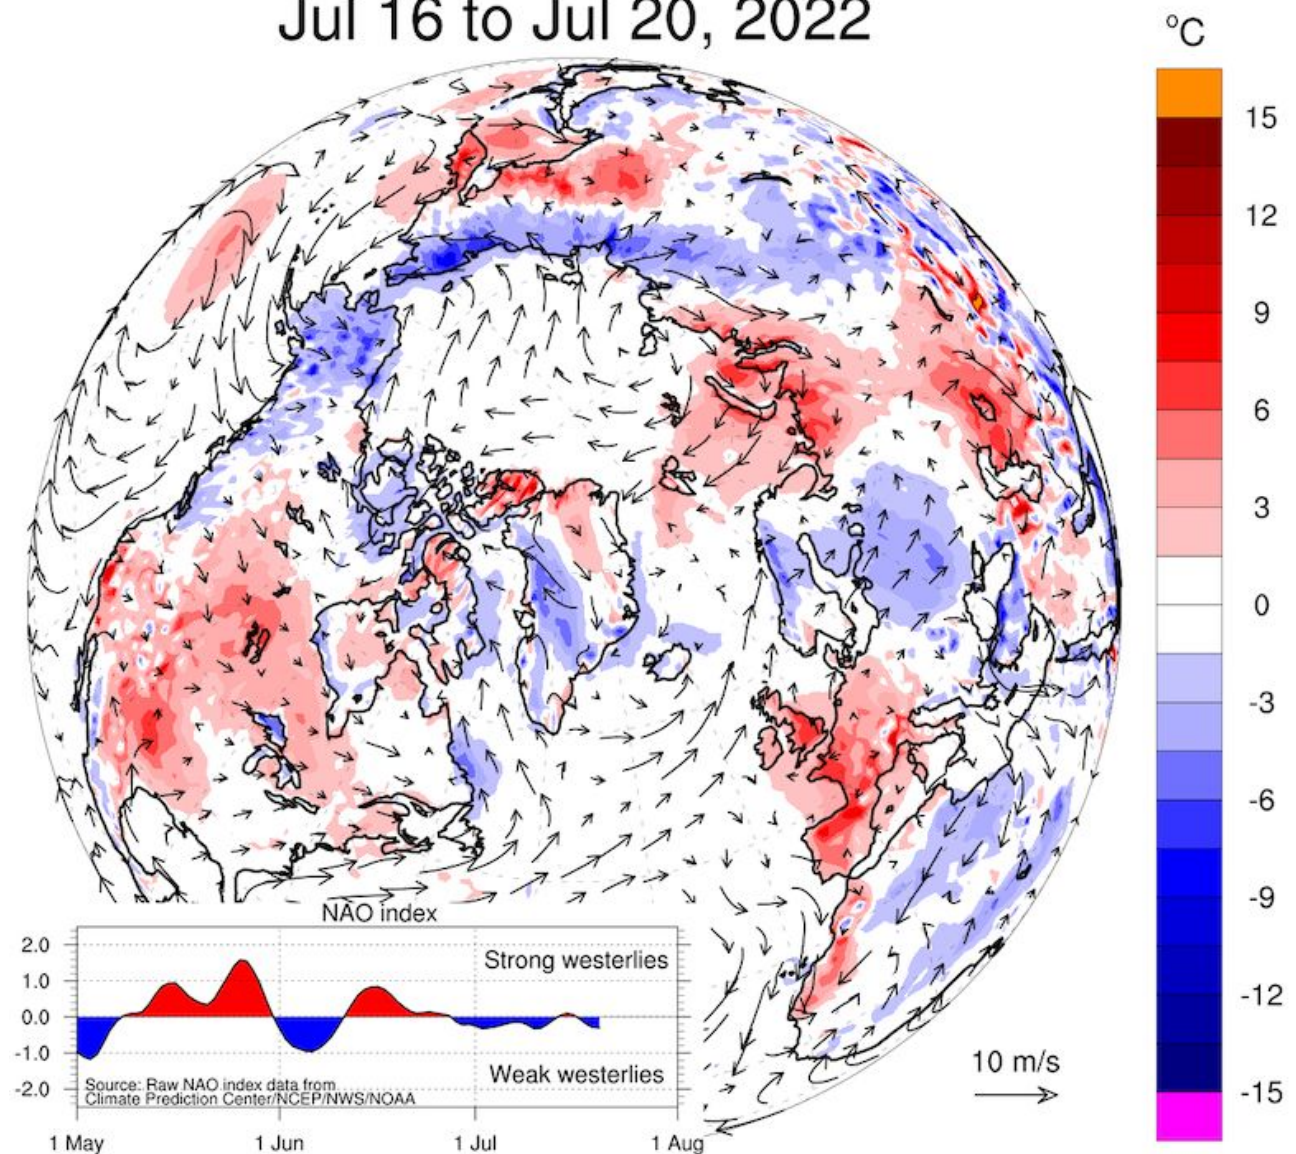 Jul 16 to Jul 20, 2022
°C
15
12
9
6
3
0
-3
-6
-9
-12
-15
10 m/s
NAO index
2.0
1.0
0.0
-1.0
-2.0
Strong westerlies
Weak westerlies
Source: Raw NAO index data from
Climate Prediction Center/NCEP/NWS/NOAA
1 May
1 Jun
1 Jul
1 Aug